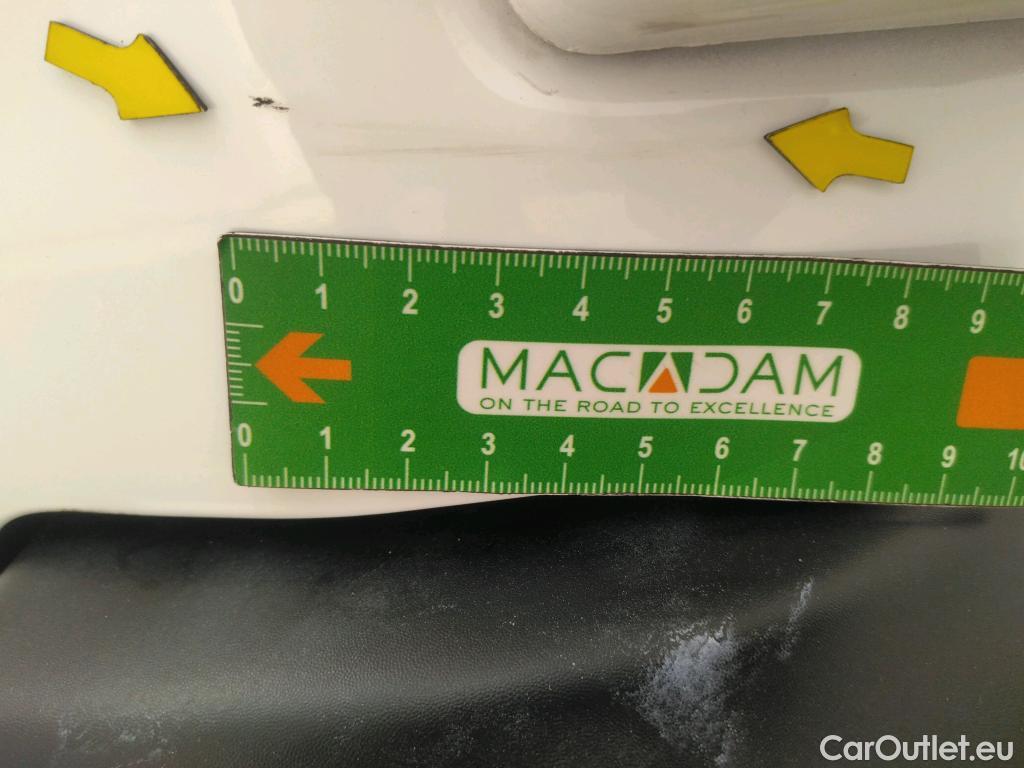 0 1 2 3 4 5 6 7 8 9
MACADAM
ON THE ROAD TO EXCELLENCE
0 1 2 3 4 5 6 7 8 9 10
CarOutlet.eu